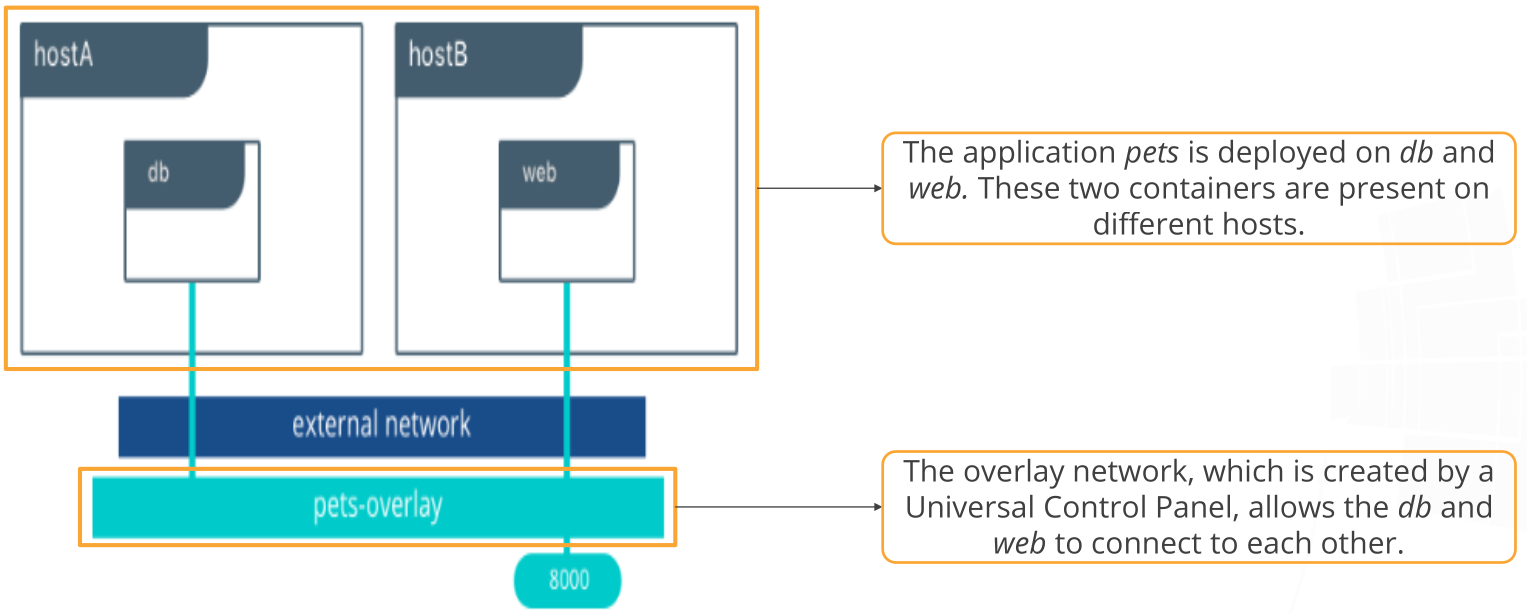 hostA
hostB
db
web
The application pets is deployed on db and
web. These two containers are present on
different hosts.
external network
pets-overlay
The overlay network, which is created by a
Universal Control Panel, allows the db and
web to connect to each other.
8000